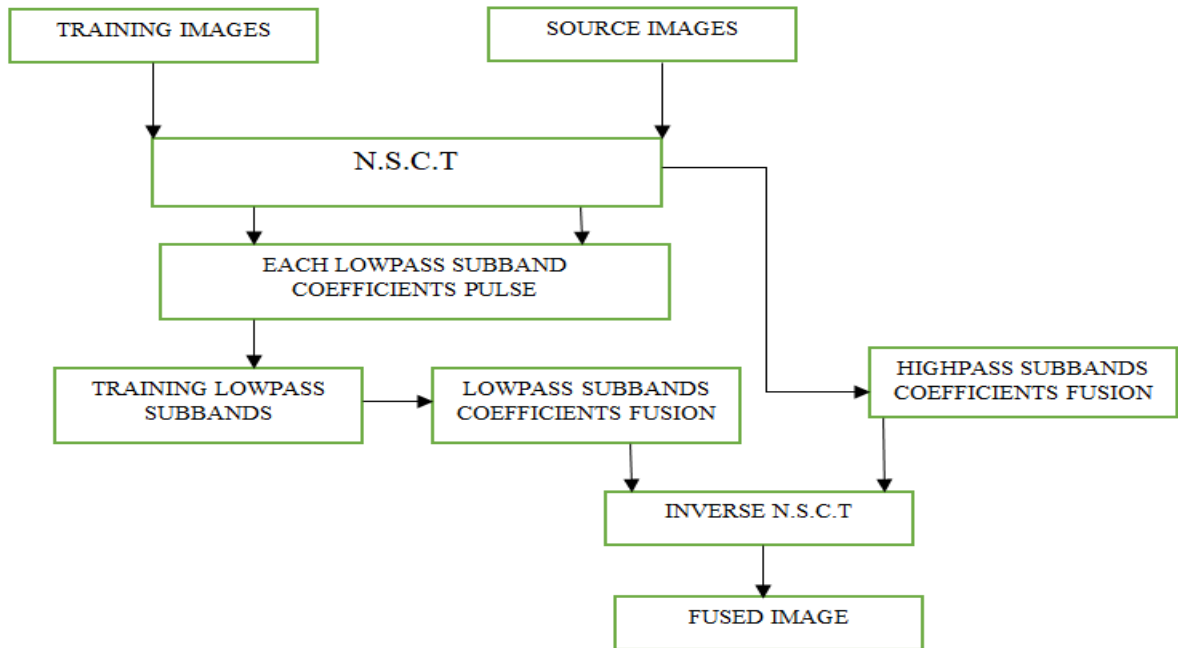 TRAINING IMAGES
SOURCE IMAGES
N.S.C.T
EACH LOWPASS SUBBAND
COEFFICIENTS PULSE
TRAINING LOWPASS
SUBBANDS
LOWPASS SUBBANDS
COEFFICIENTS FUSION
HIGHPASS SUBBANDS
COEFFICIENTS FUSION
INVERSE N.S.C.T
FUSED IMAGE